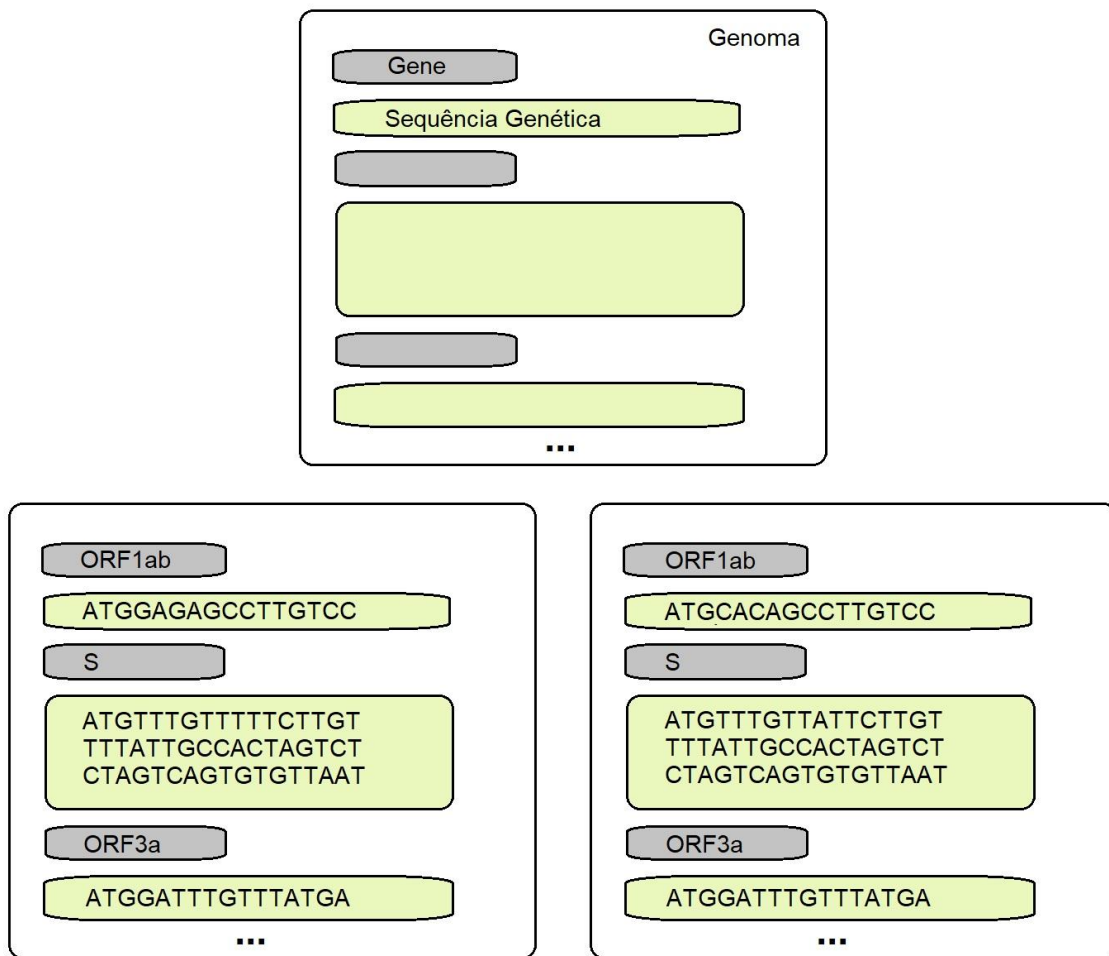 Genoma
Gene
Sequência Genética
...
ORF1ab
ATGGAGAGCCTTGTCC
S
ATGTTTGTTTTTCTTGT
TTTATTGCCACTAGTCT
CTAGTCAGTGTGTTAAT
ORF3a
ATGGATTTGTTTATGA
...
ORF1ab
ATGCACAGCCTTGTCC
S
ATGTTTGTTATTCTTGT
TTTATTGCCACTAGTCT
CTAGTCAGTGTGTTAAT
ORF3a
ATGGATTTGTTTATGA
...